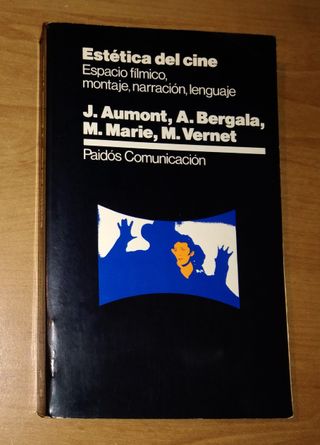 Estética del cine
Espacio fílmico,
montaje, narración, lenguaje
J. Aumont, A. Bergala,
M. Marie, M. Vernet
Paidós Comunicación